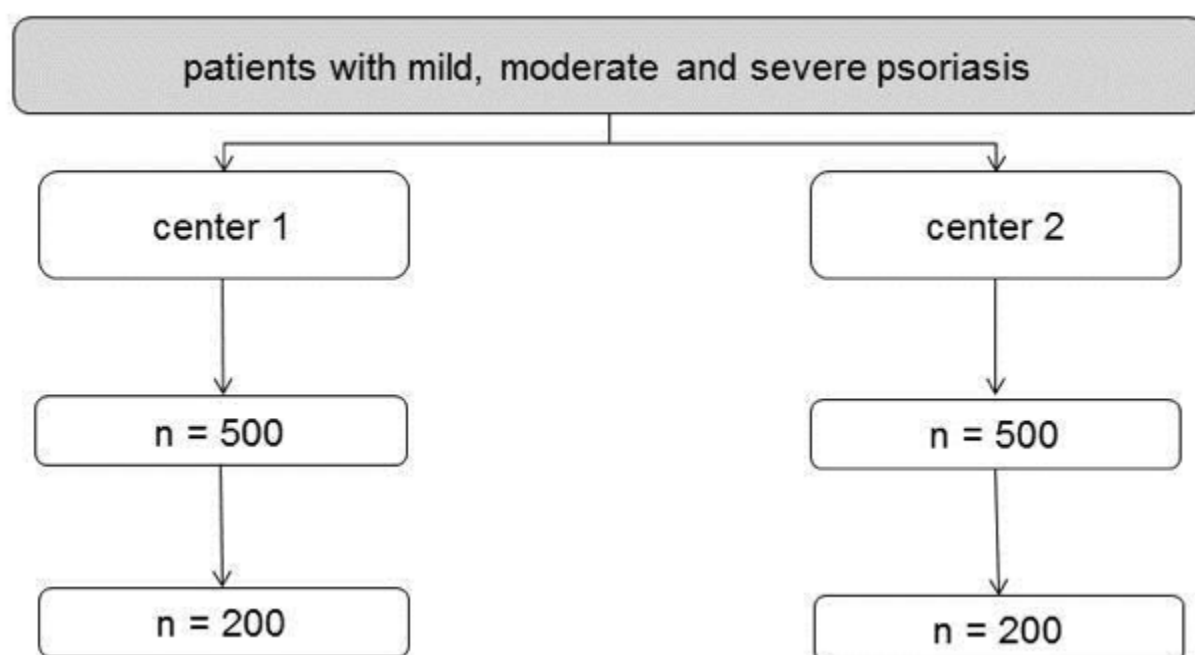 patients with mild, moderate and severe psoriasis
center 1
center 2
n = 500
n = 500
n = 200
n = 200